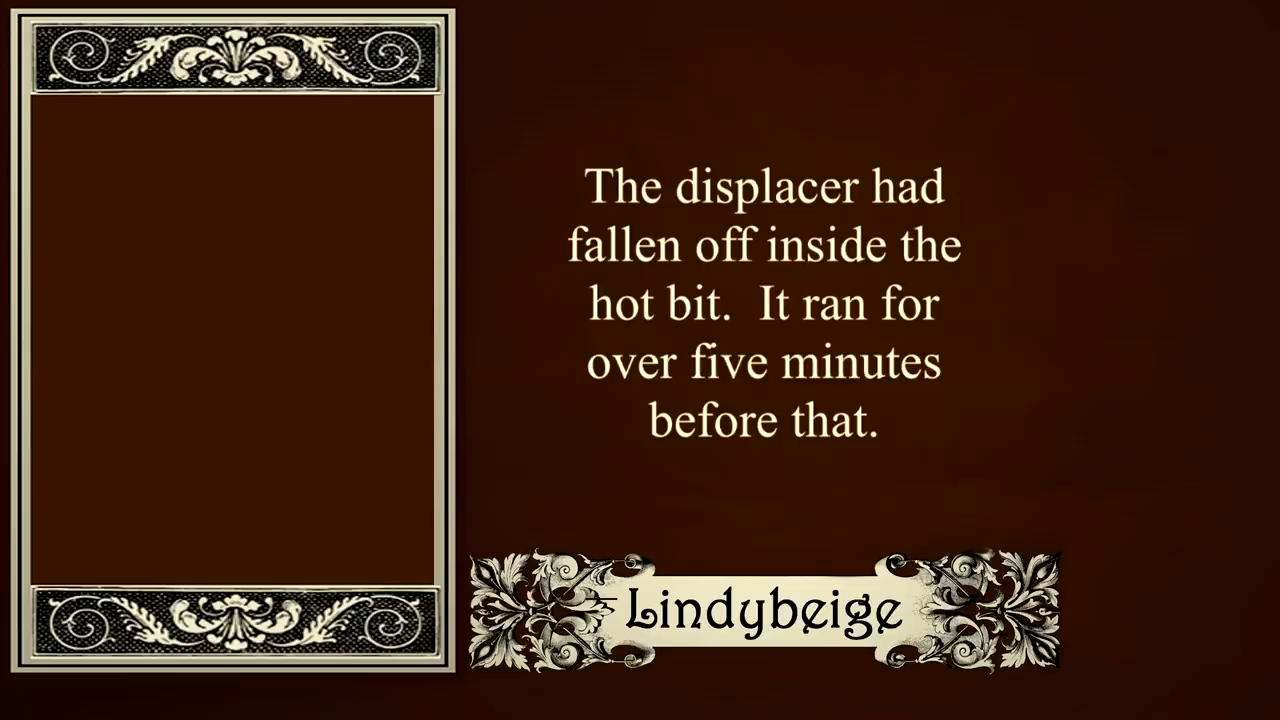 The displacer had
fallen off inside the
hot bit.  It ran for
over five minutes
before that.
Lindybeige